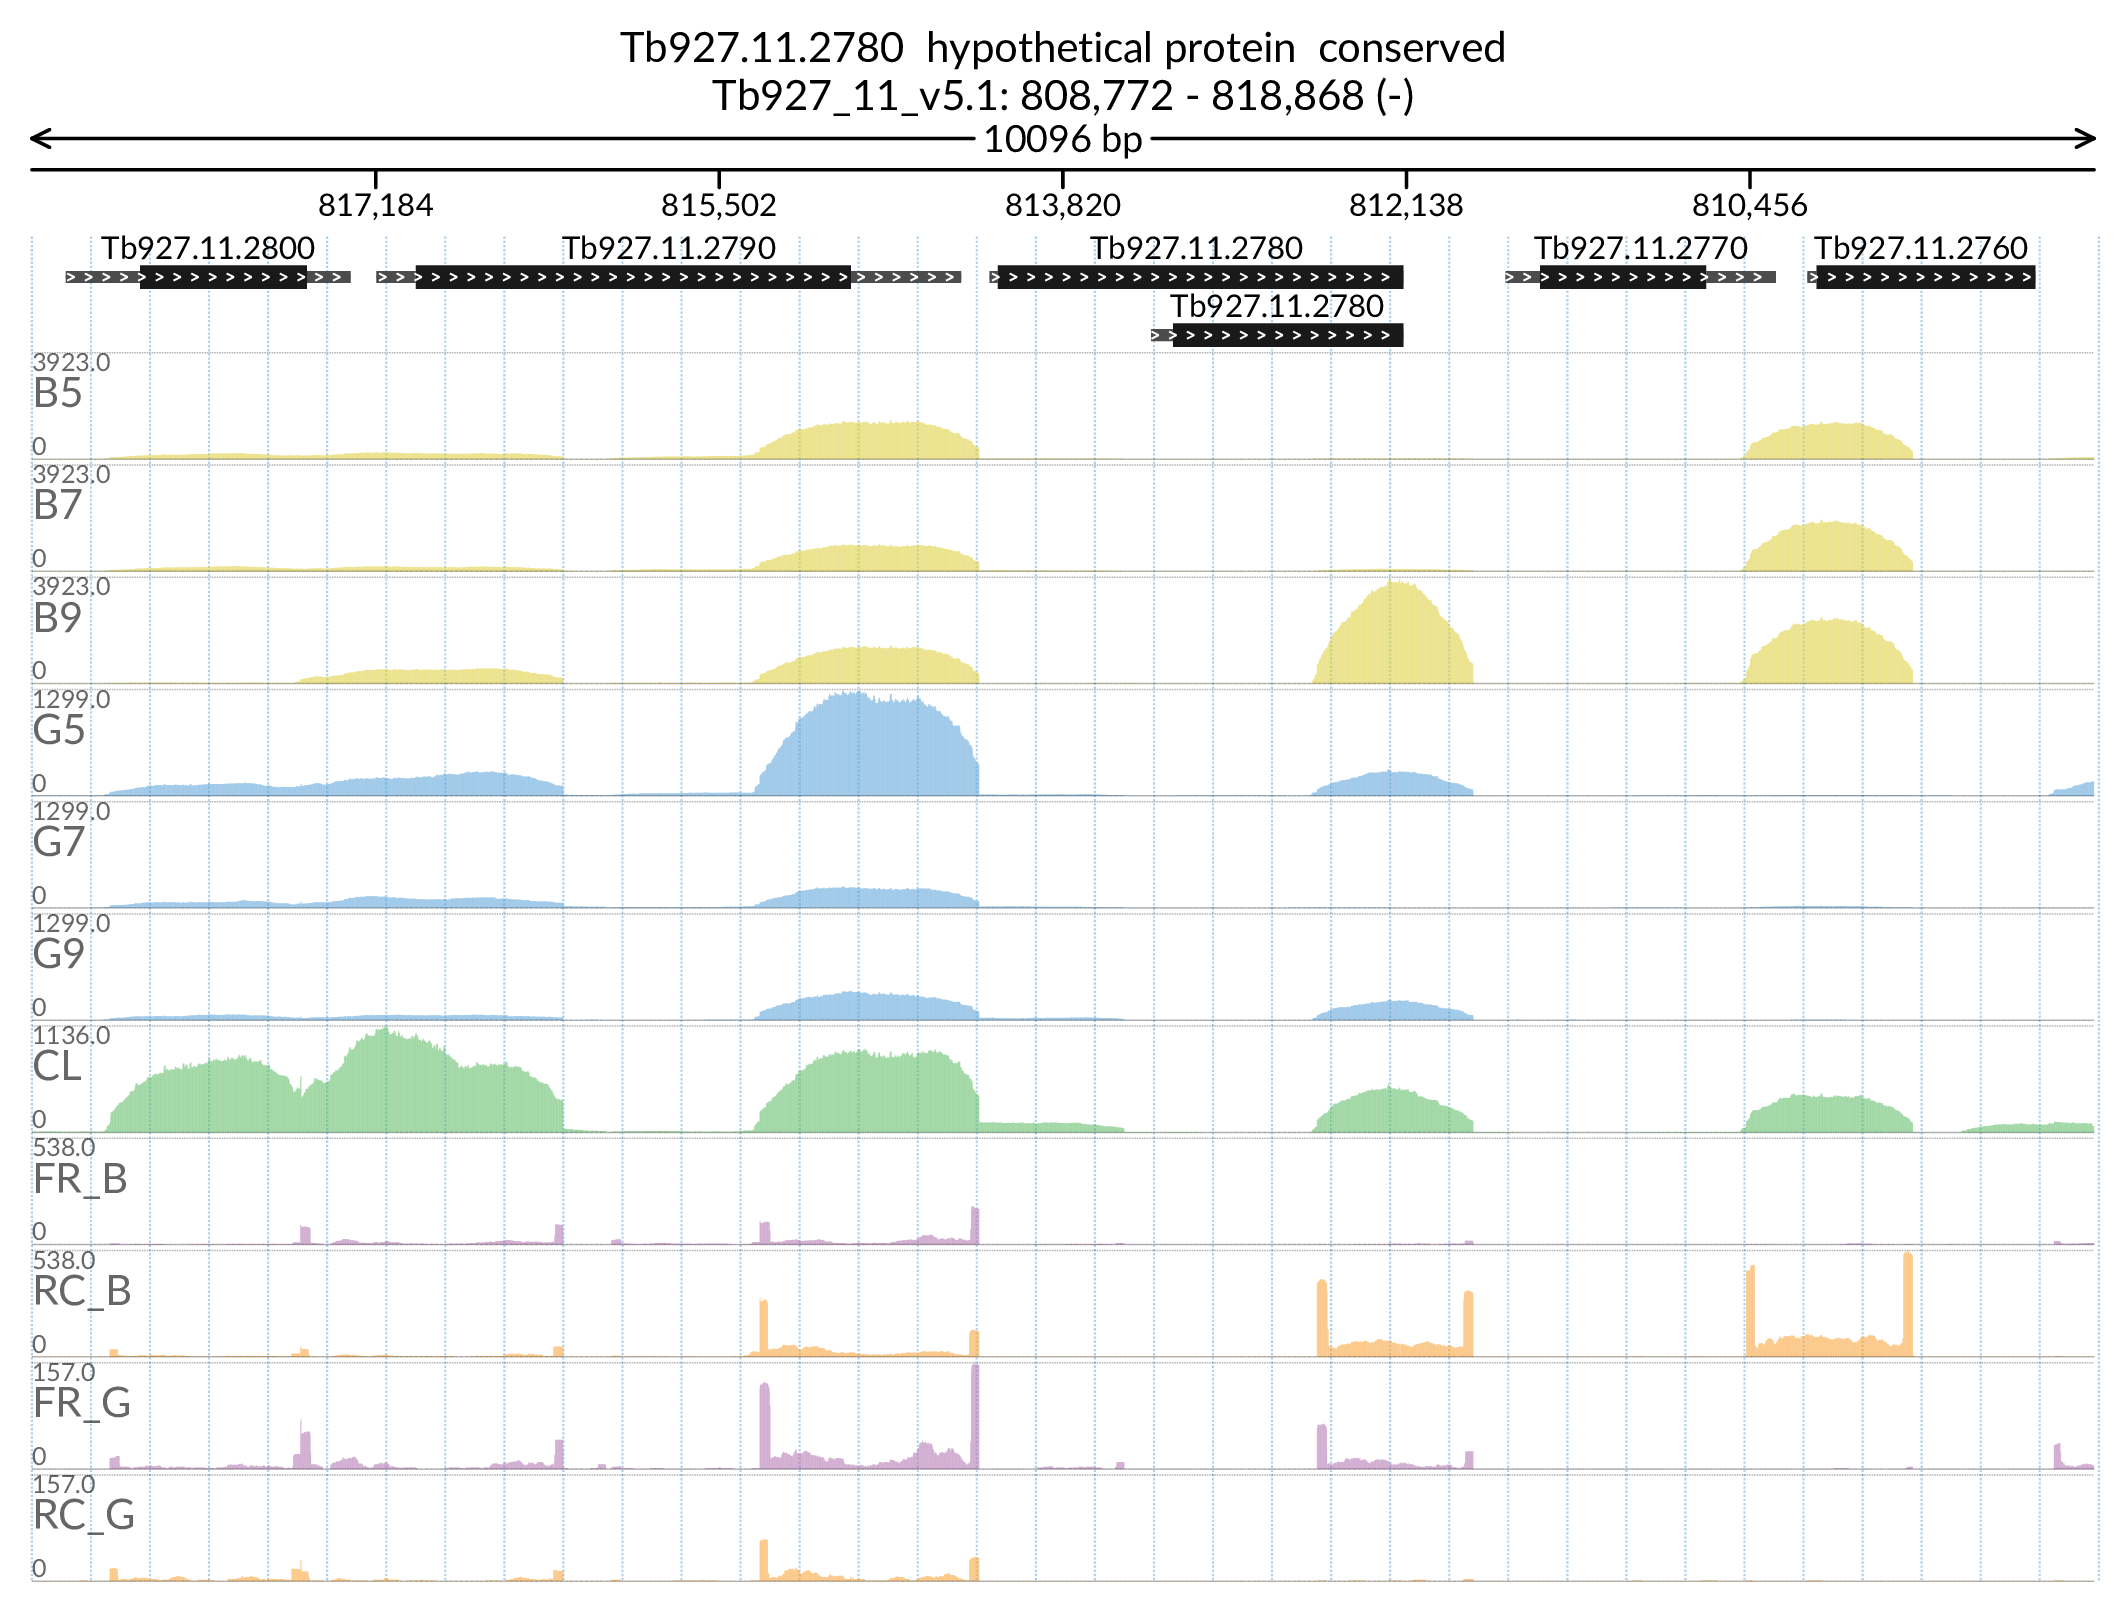 Tb927.11.2780  hypothetical protein  conserved
Tb927_11_v5.1: 808,772 - 818,868 (-)
10096 bp
817,184 815,502 813,820 812,138 810,456
Tb927.11.2800 Tb927.11.2790 Tb927.11.2780 Tb927.11.2770 Tb927.11.2760
Tb927.11.2780
3923.0
B5
0
3923.0
B7
0
3923.0
B9
0
1299.0
G5
0
1299.0
G7
0
1299.0
G9
0
1136.0
CL
0
538.0
FR_B
0
538.0
RC_B
0
157.0
FR_G
0
157.0
RC_G
0